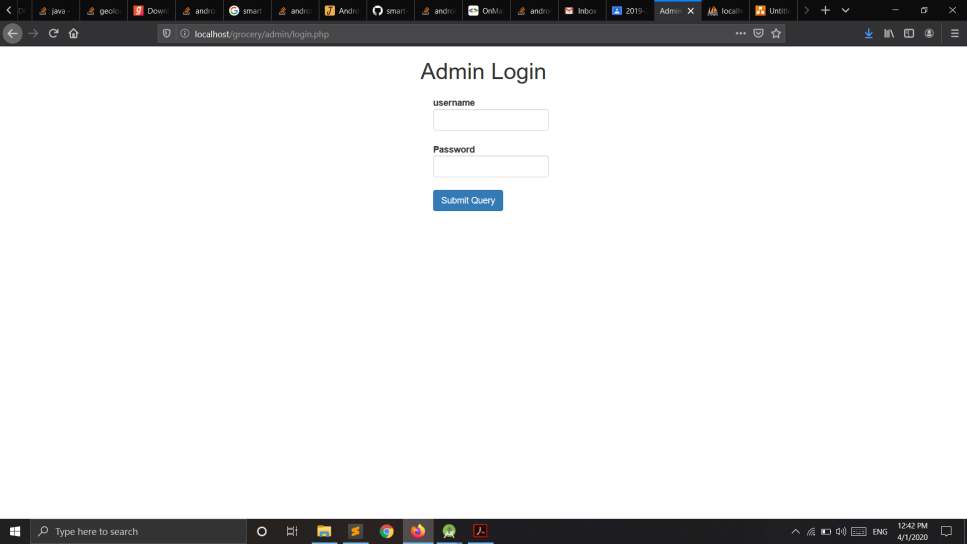 java -
geolo
Down
andro
smart
andro
Andro
smart
andro
OnMa
andro
Inbox
2019-
Admin
localh
Untitle
localhost/grocery/admin/login.php
Admin Login
username
Password
Submit Query
Type here to search
ENG
12:42 PM
4/1/2020